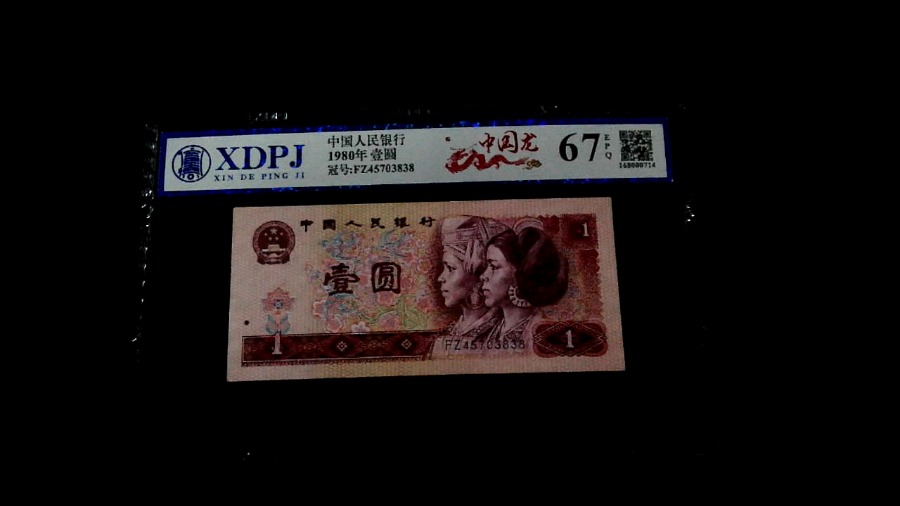 XDPJ
XIN DE PING JI
中国人民银行
1980年 壹圆
冠号:FZ45703838
中国龙
67
EPQ
168000714
中国人民银行
1
壹圆
1
FZ45703838
1